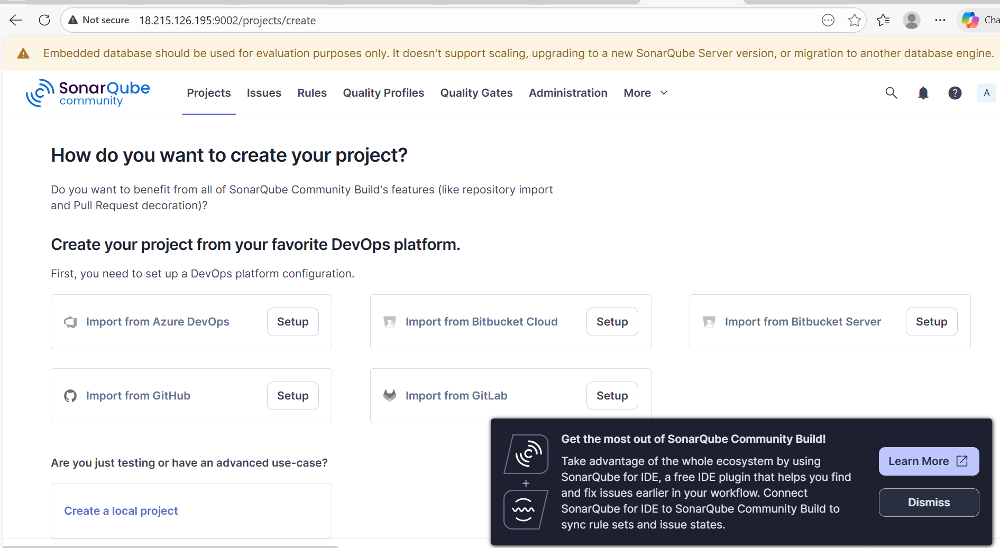 Not secure 18.215.126.195:9002/projects/create
Cha
Embedded database should be used for evaluation purposes only. It doesn't support scaling, upgrading to a new SonarQube Server version, or migration to another database engine.
SonarQube
community
Projects Issues Rules Quality Profiles Quality Gates Administration More
? A
How do you want to create your project?
Do you want to benefit from all of SonarQube Community Build's features (like repository import
and Pull Request decoration)?
Create your project from your favorite DevOps platform.
First, you need to set up a DevOps platform configuration.
Import from Azure DevOps Setup
Import from Bitbucket Cloud Setup
Import from Bitbucket Server Setup
Import from GitHub Setup
Import from GitLab Setup
Are you just testing or have an advanced use-case?
Create a local project
Get the most out of SonarQube Community Build!
Take advantage of the whole ecosystem by using
SonarQube for IDE, a free IDE plugin that helps you find
and fix issues earlier in your workflow. Connect
SonarQube for IDE to SonarQube Community Build to
sync rule sets and issue states.
Learn More
Dismiss